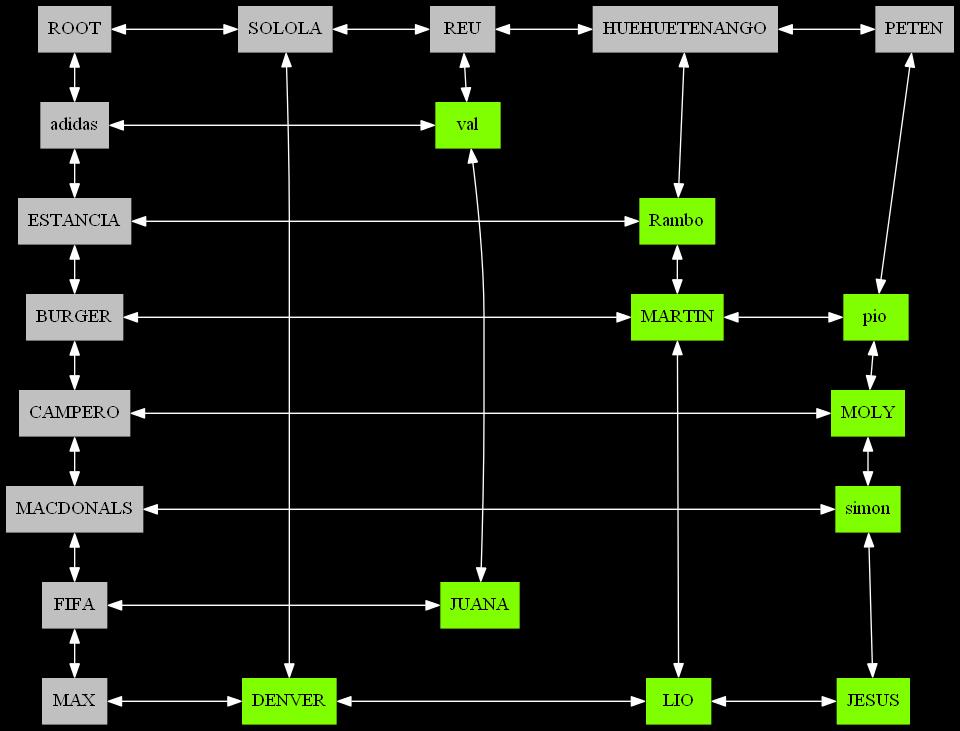 ROOT
SOLOLA
REU
HUEHUETENANGO
PETEN
adidas
val
ESTANCIA
Rambo
BURGER
MARTIN
pio
CAMPERO
MOLY
MACDONALS
simon
FIFA
JUANA
MAX
DENVER
LIO
JESUS